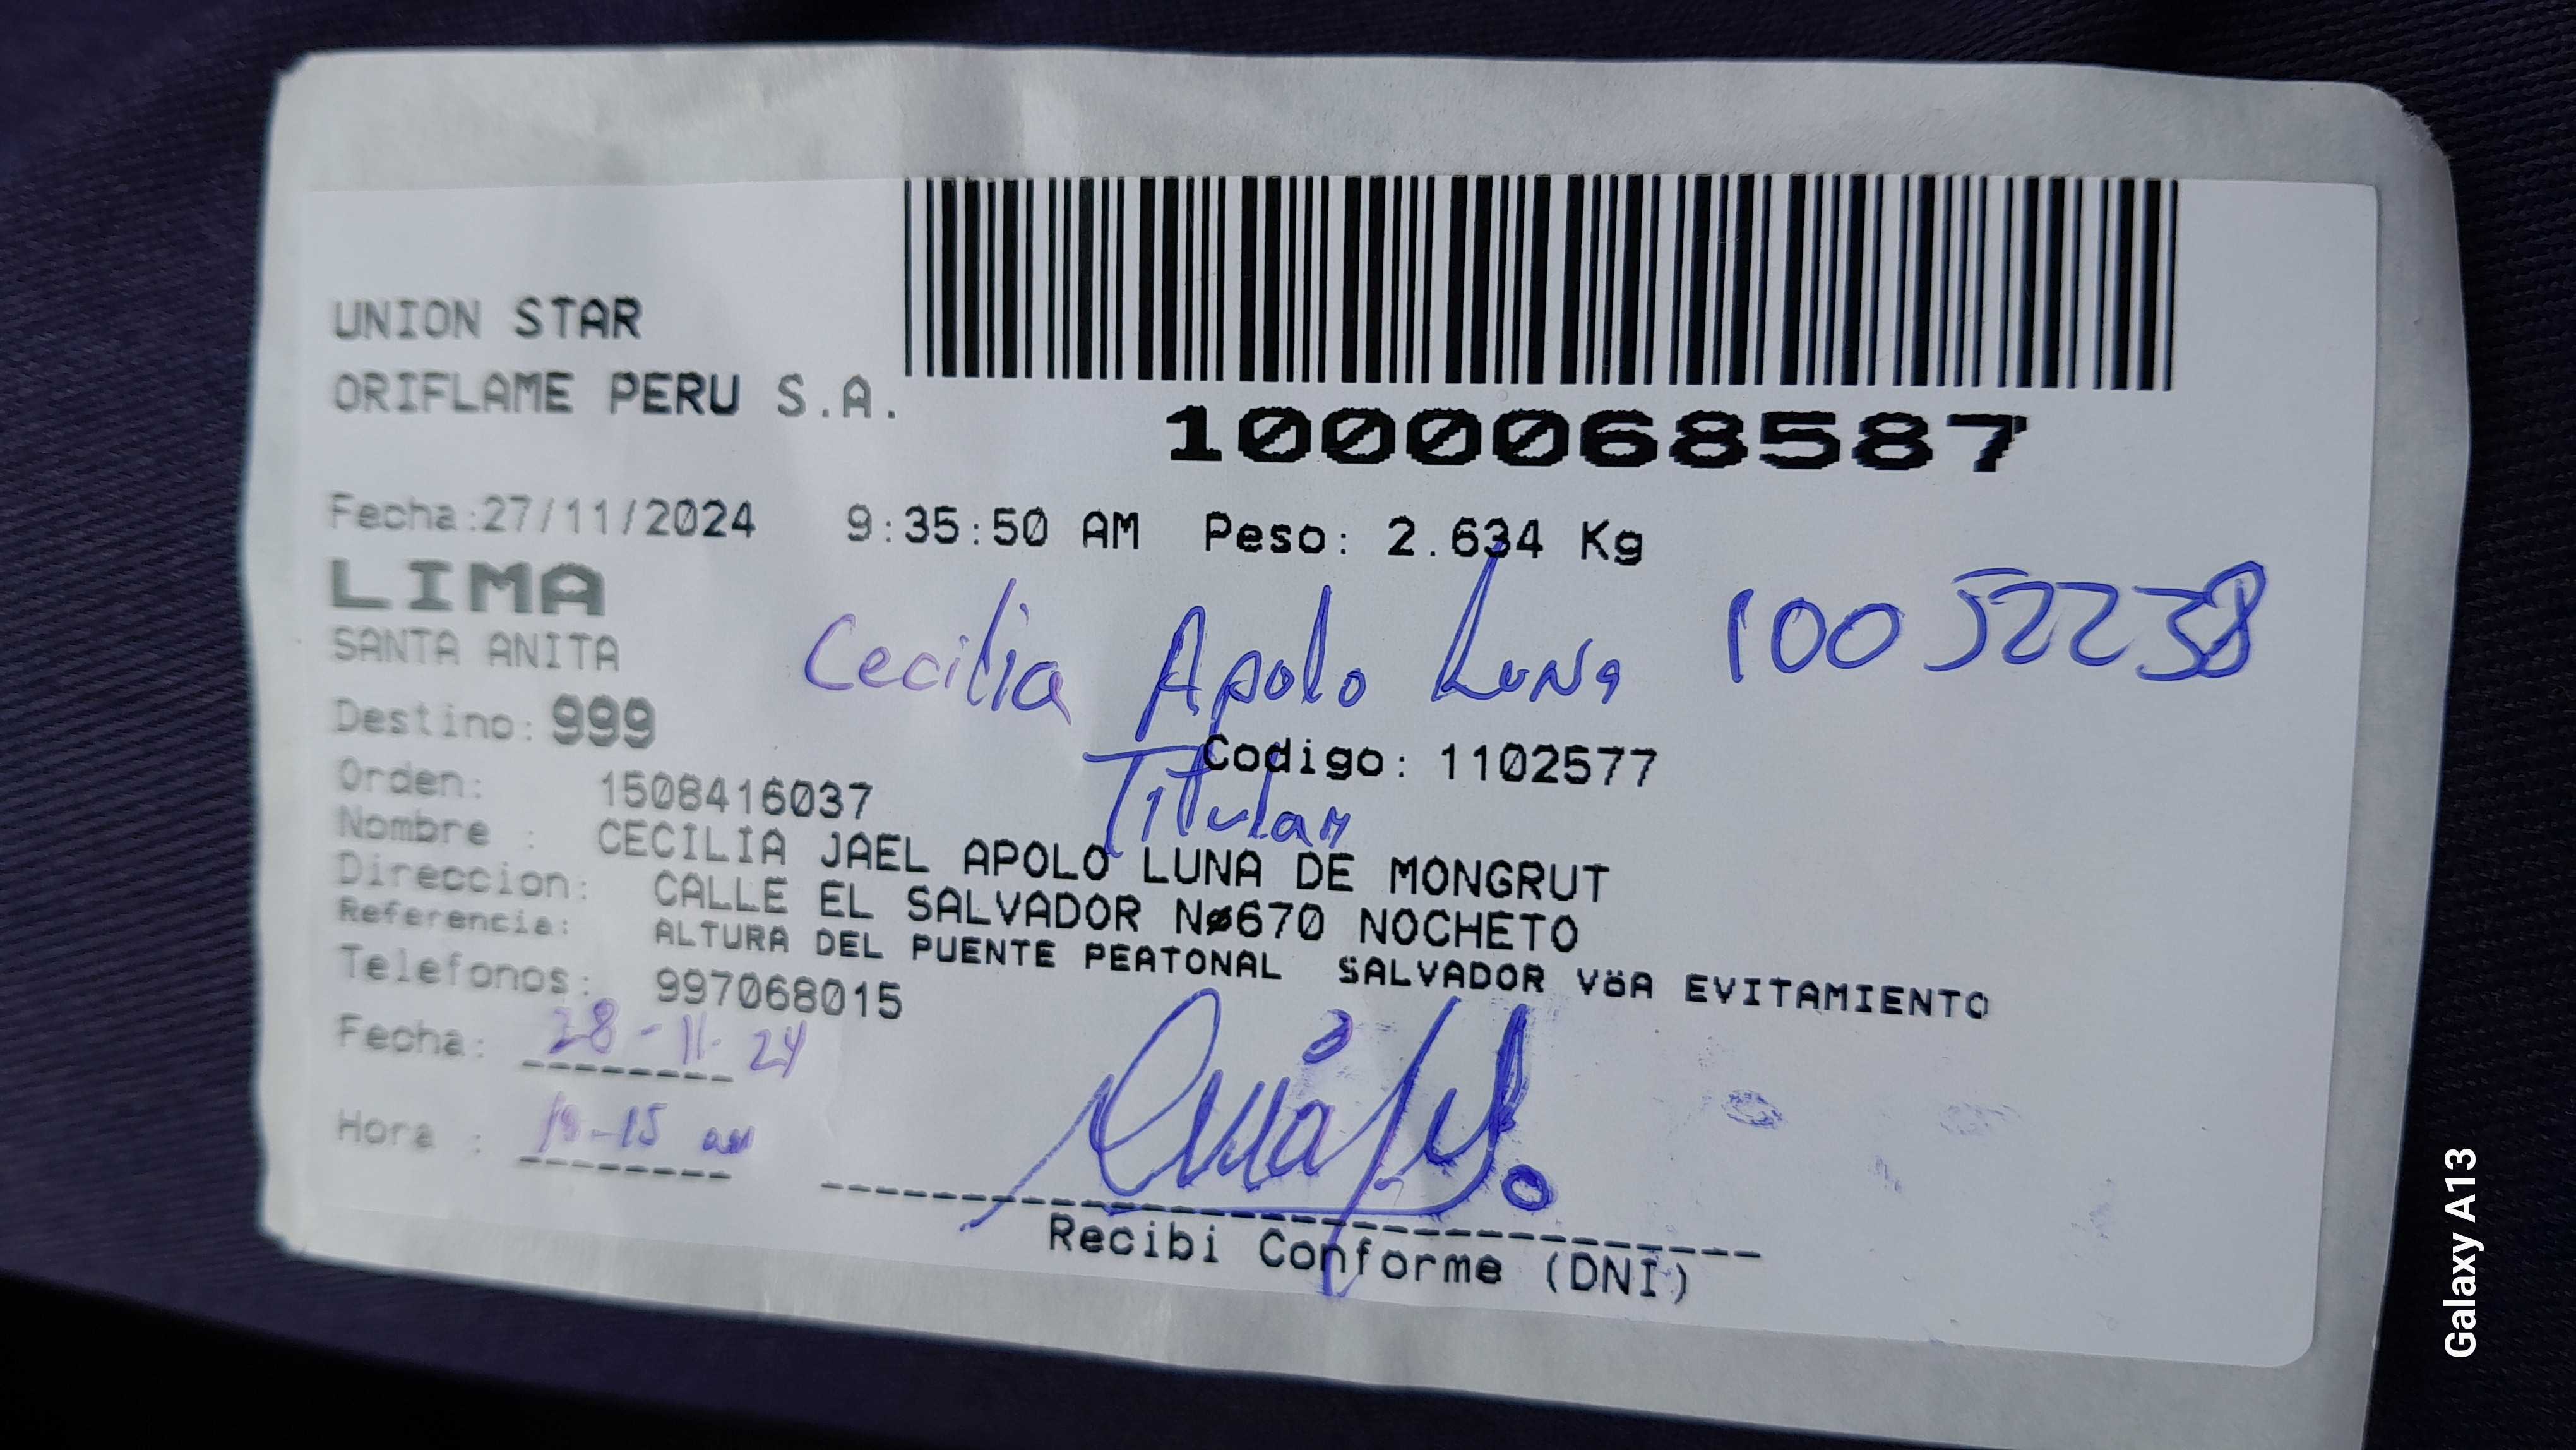 UNION STAR
ORIFLAME PERU S.A.
1000068587
Fecha:27/11/2024 9:35:50 AM Peso: 2.634 Kg
LIMA
SANTA ANITA
Cecilia Apolo Luna 10052238
Destino: 999
Codigo: 1102577
Titular
Orden: 1508416037
Nombre : CECILIA JAEL APOLO LUNA DE MONGRUT
Direccion: CALLE EL SALVADOR Nø670 NOCHETO
Referencia: ALTURA DEL PUENTE PEATONAL SALVADOR VöA EVITAMIENTO
Telefonos: 997068015
Fecha: 28-11-24
Hora : -15 am
Recibi Conforme (DNI)
Galaxy A13